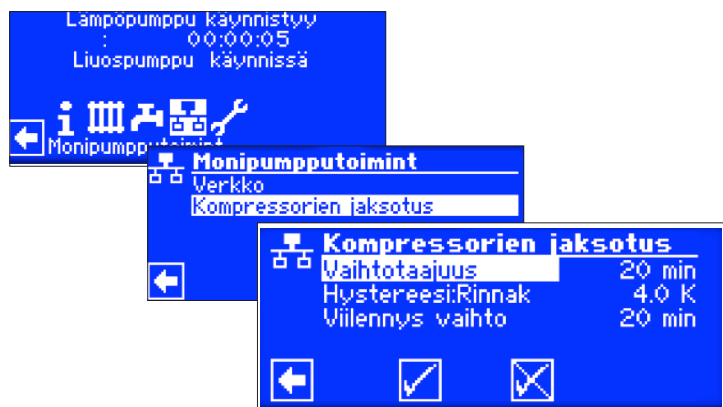 Lämpöpumppu käynnistyy
: 00:00:05
Liuospumppu käynnissä
Monipumpputoimint
Monipumpputoimint
Verkko
Kompressorien jaksotus
Kompressorien jaksotus
Vaihtotaajuus 20 min
Hystereesi:Rinnak 4.0 K
Viilennys vaihto 20 min